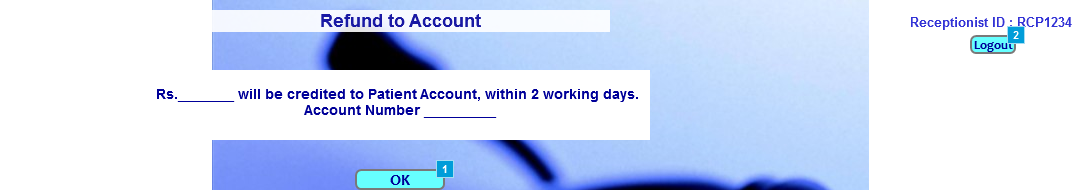 Refund to Account
Receptionist ID : RCP1234
2
Logout
Rs._______ will be credited to Patient Account, within 2 working days.
Account Number _________
1
OK